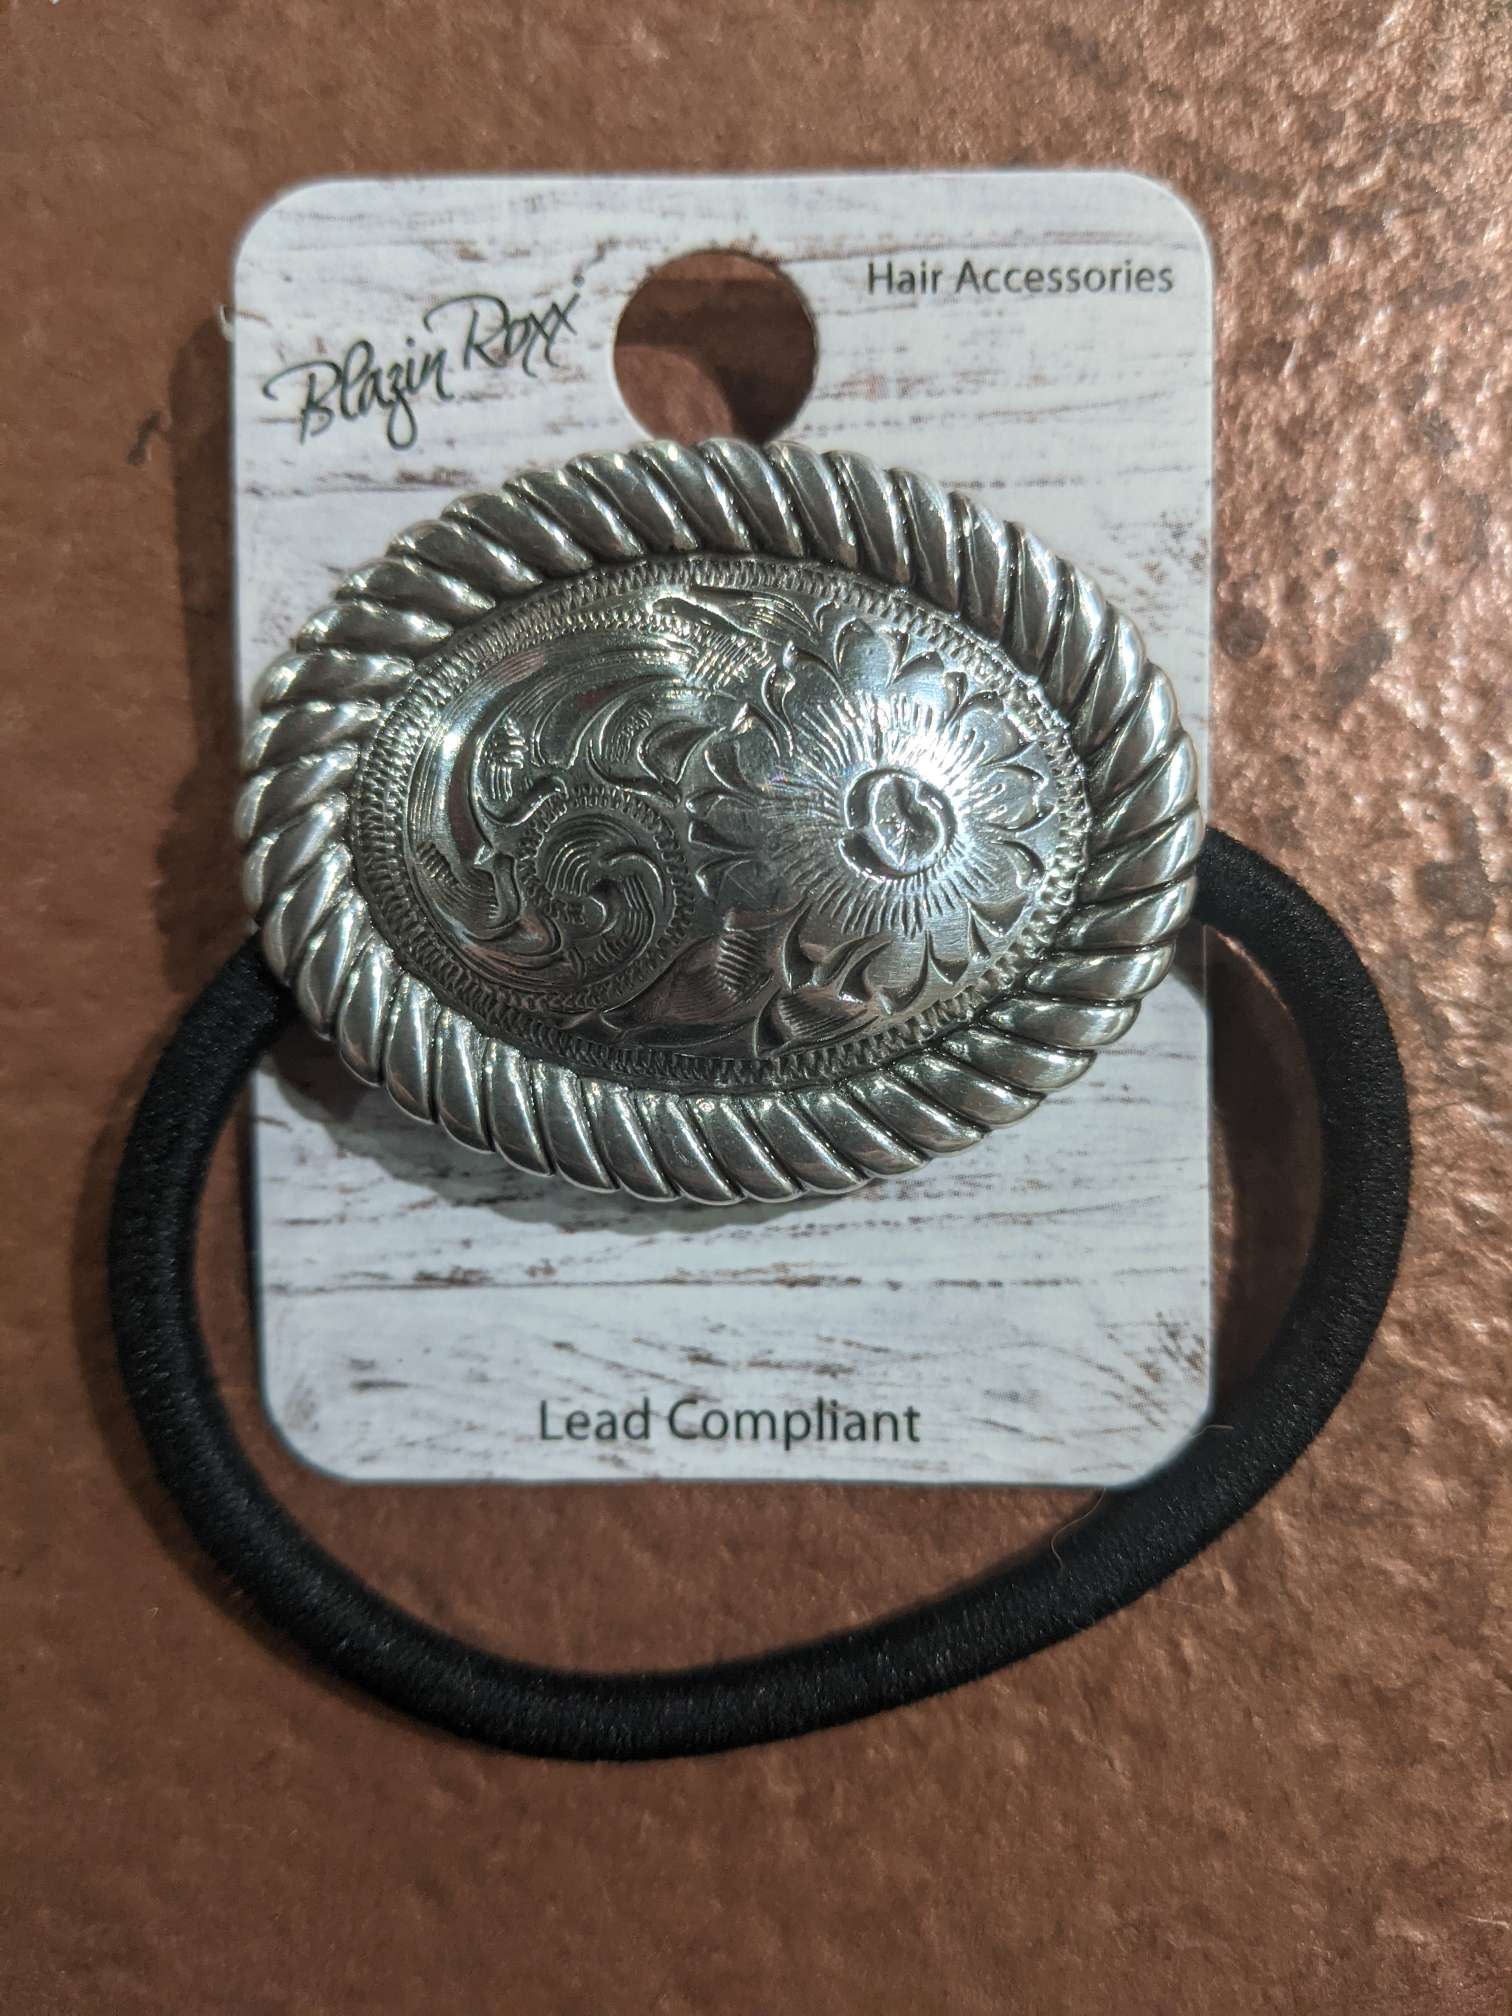 Hair Accessories
Blazin Roxx
Lead Compliant